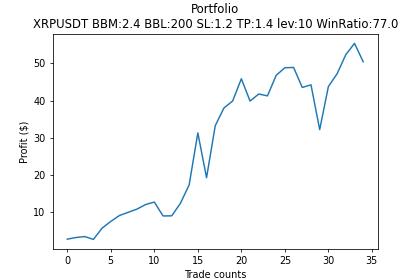 Portfolio
XRPUSDT BBM:2.4 BBL:200 SL:1.2 TP:1.4 lev:10 WinRatio:77.0
Profit ($)
50
40
30
20
10
0 5 10 15 20 25 30 35
Trade counts